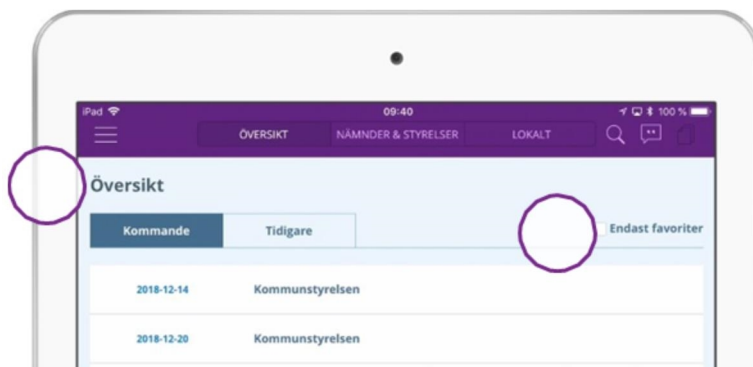 iPad 09:40 100 %
ÖVERSIKT NÄMNDER & STYRELSER LOKALT
Översikt
Kommande Tidigare Endast favoriter
2018-12-14 Kommunstyrelsen
2018-12-20 Kommunstyrelsen